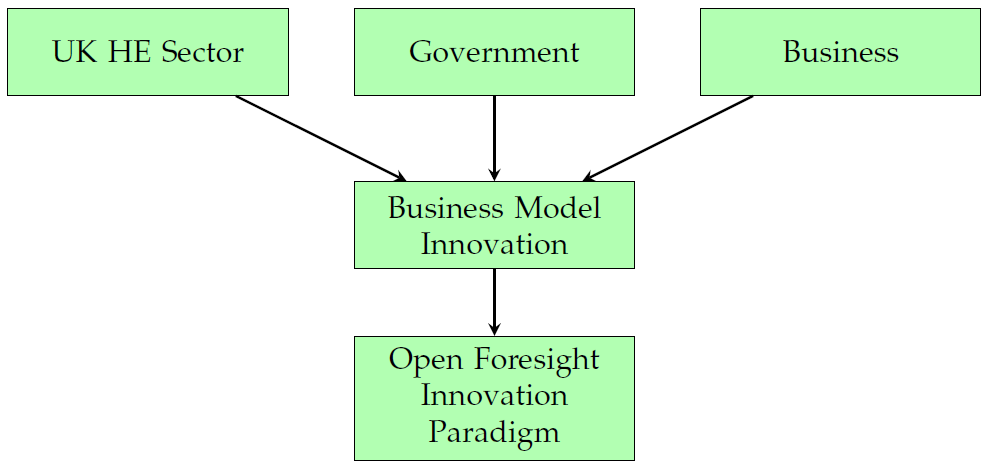 UK HE Sector
Government
Business
Business Model
Innovation
Open Foresight
Innovation
Paradigm